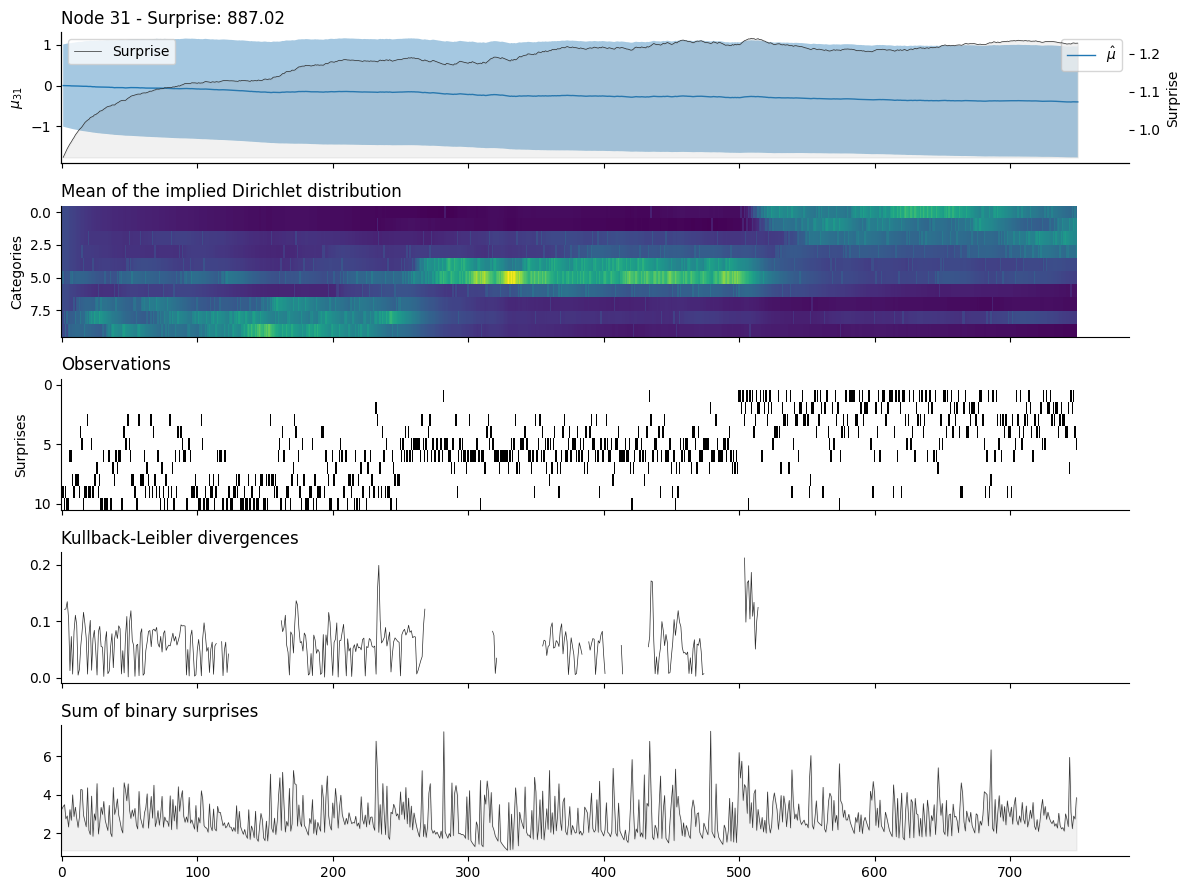 Node 31 - Surprise: 887.02
1
0
−1
μ31
Surprise
μ̂
1.2
1.1
1.0
Surprise
Mean of the implied Dirichlet distribution
0.0
2.5
5.0
7.5
Categories
Observations
0
5
10
Surprises
Kullback-Leibler divergences
0.2
0.1
0.0
Sum of binary surprises
6
4
2
0 100 200 300 400 500 600 700